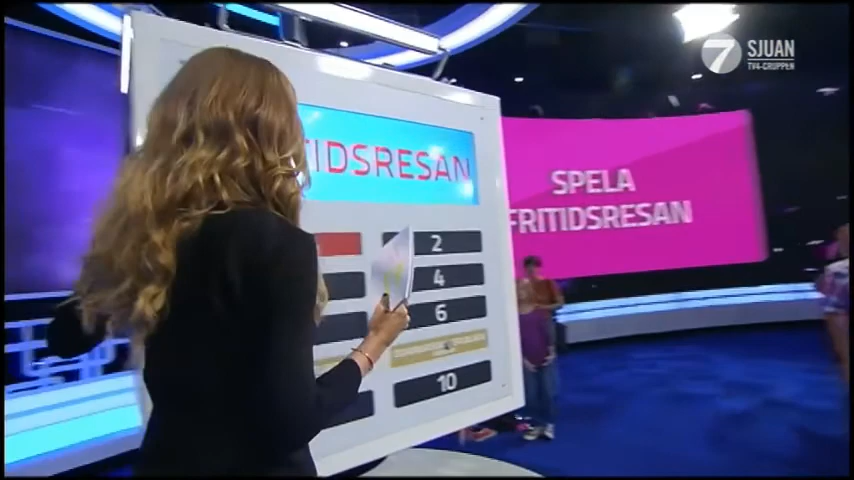 7 SJUAN
TV4-GRUPPEN
TIDSRESAN
SPELA
FRITIDSRESAN
2
4
6
10